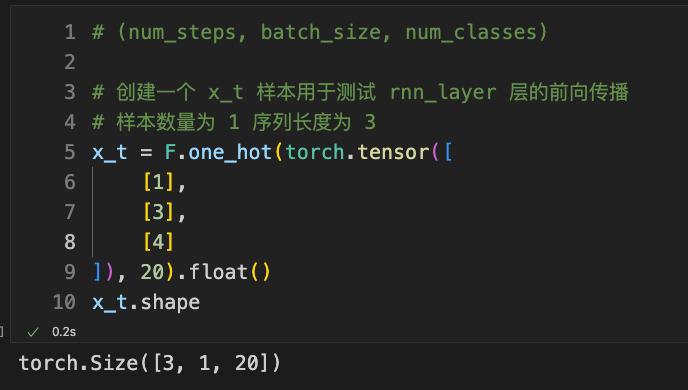 1 # (num_steps, batch_size, num_classes)
2
3 # 创建一个 x_t 样本用于测试 rnn_layer 层的前向传播
4 # 样本数量为 1 序列长度为 3
5 x_t = F.one_hot(torch.tensor([
6     [1],
7     [3],
8     [4]
9 ]), 20).float()
10 x_t.shape
] ✓ 0.2s
torch.Size([3, 1, 20])